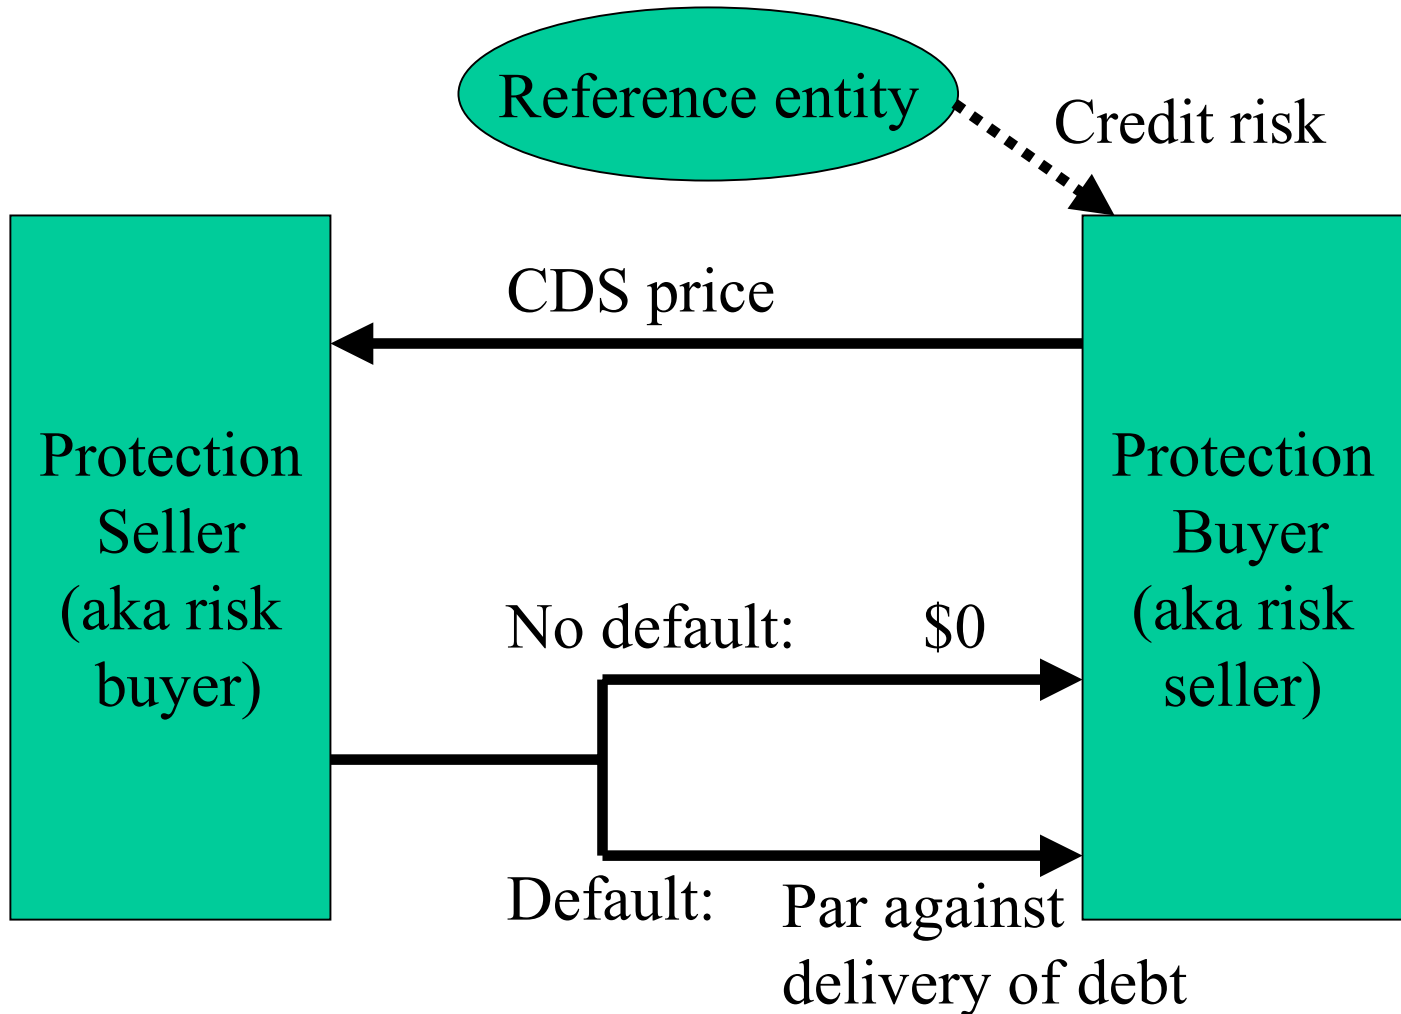 Reference entity
Credit risk
CDS price
Protection
Seller
(aka risk
buyer)
Protection
Buyer
(aka risk
seller)
No default: $0
Default:
Par against
delivery of debt